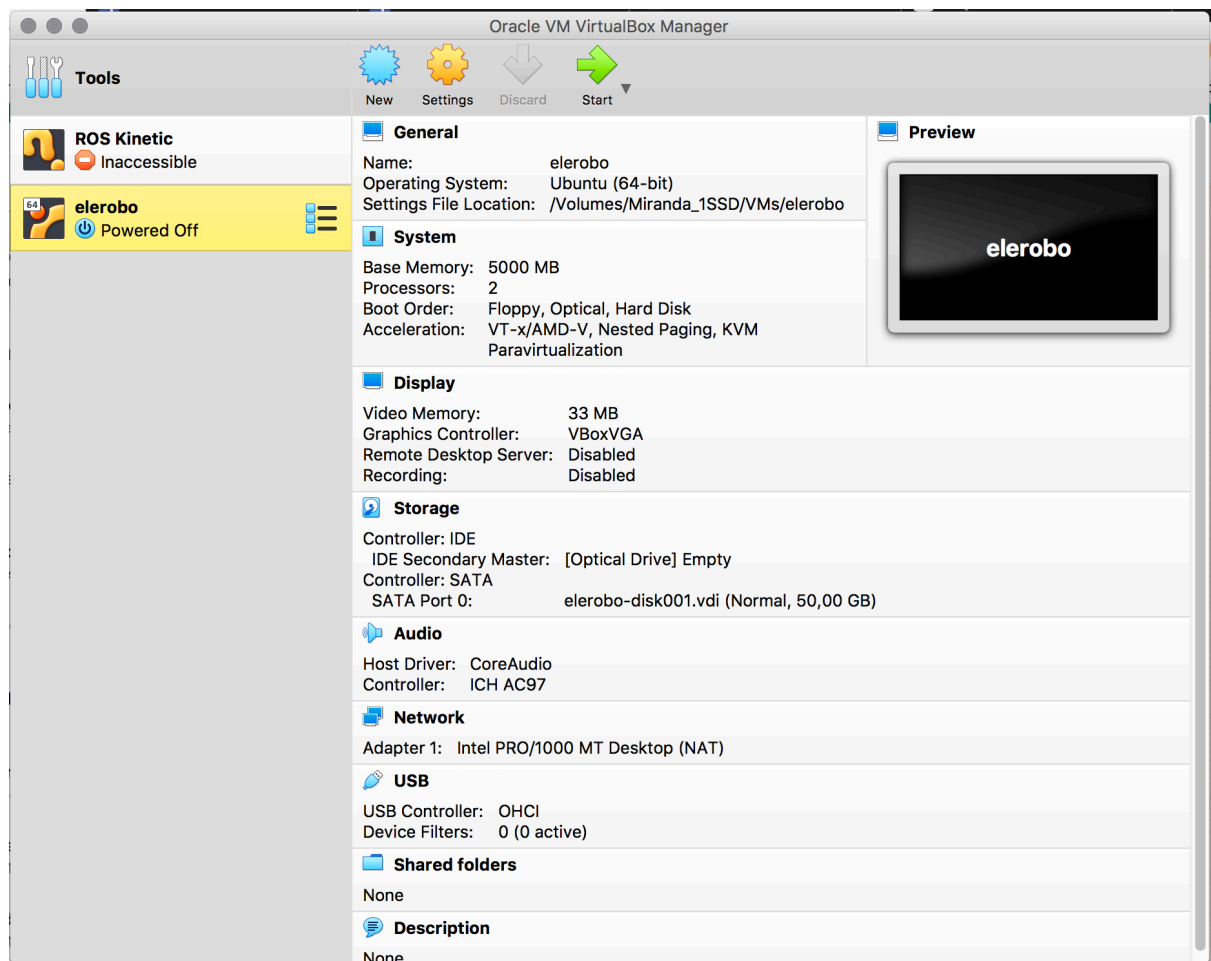 Oracle VM VirtualBox Manager
Tools
New Settings Discard Start
ROS Kinetic
Inaccessible
64
elerobo
Powered Off
General
Name: elerobo
Operating System: Ubuntu (64-bit)
Settings File Location: /Volumes/Miranda_1SSD/VMs/elerobo
Preview
elerobo
System
Base Memory: 5000 MB
Processors: 2
Boot Order: Floppy, Optical, Hard Disk
Acceleration: VT-x/AMD-V, Nested Paging, KVM
Paravirtualization
Display
Video Memory: 33 MB
Graphics Controller: VBoxVGA
Remote Desktop Server: Disabled
Recording: Disabled
Storage
Controller: IDE
IDE Secondary Master: [Optical Drive] Empty
Controller: SATA
SATA Port 0: elerobo-disk001.vdi (Normal, 50,00 GB)
Audio
Host Driver: CoreAudio
Controller: ICH AC97
Network
Adapter 1: Intel PRO/1000 MT Desktop (NAT)
USB
USB Controller: OHCI
Device Filters: 0 (0 active)
Shared folders
None
Description
None